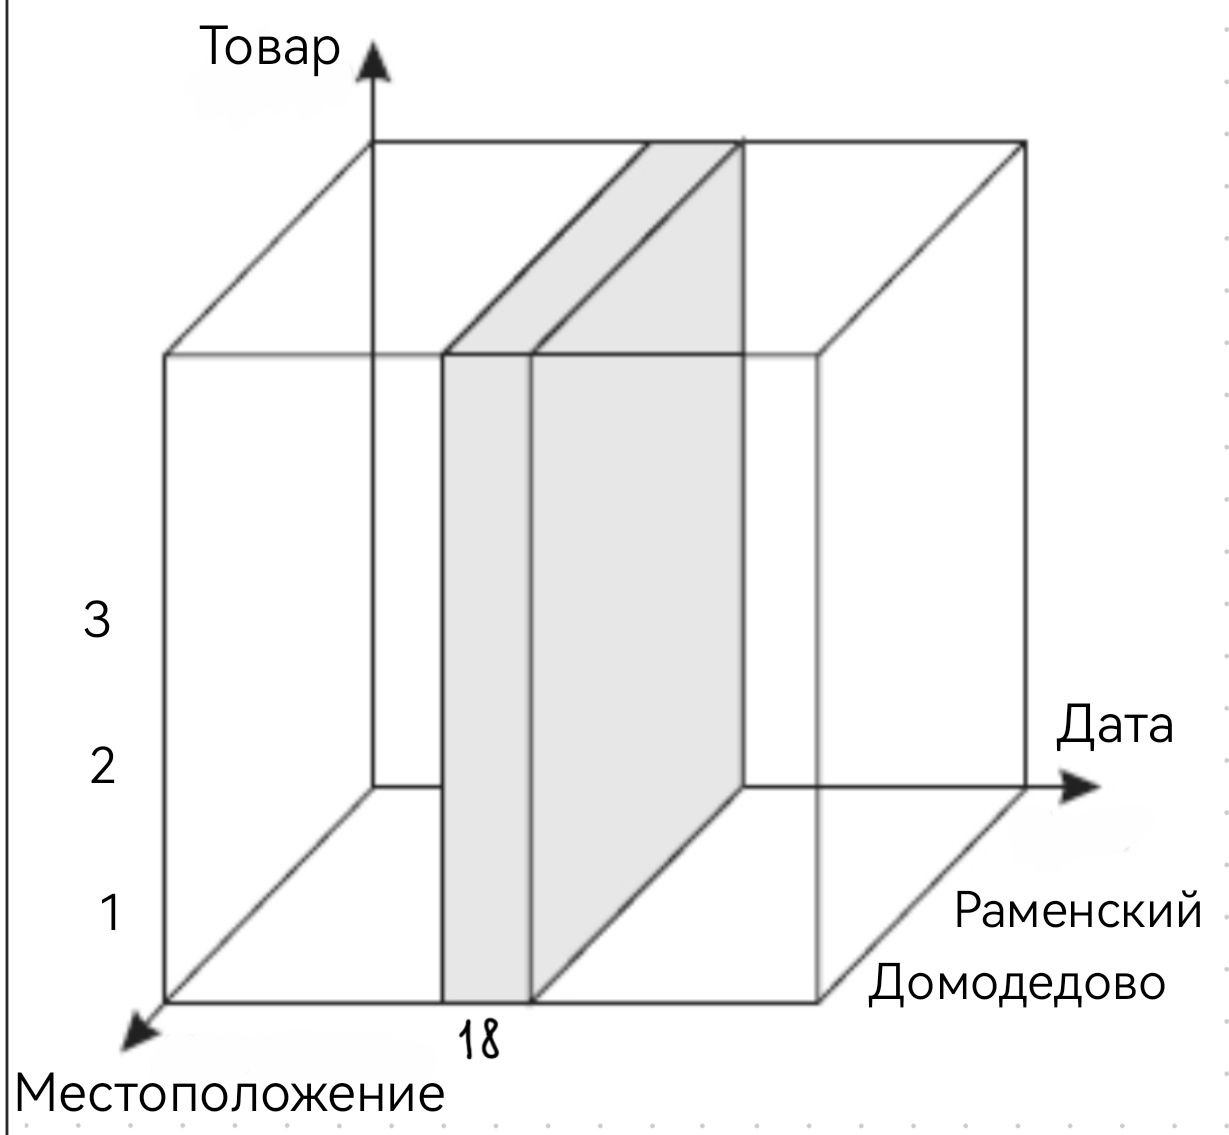 Товар
3
2
Дата
1
Раменский
Домодедово
18
Местоположение